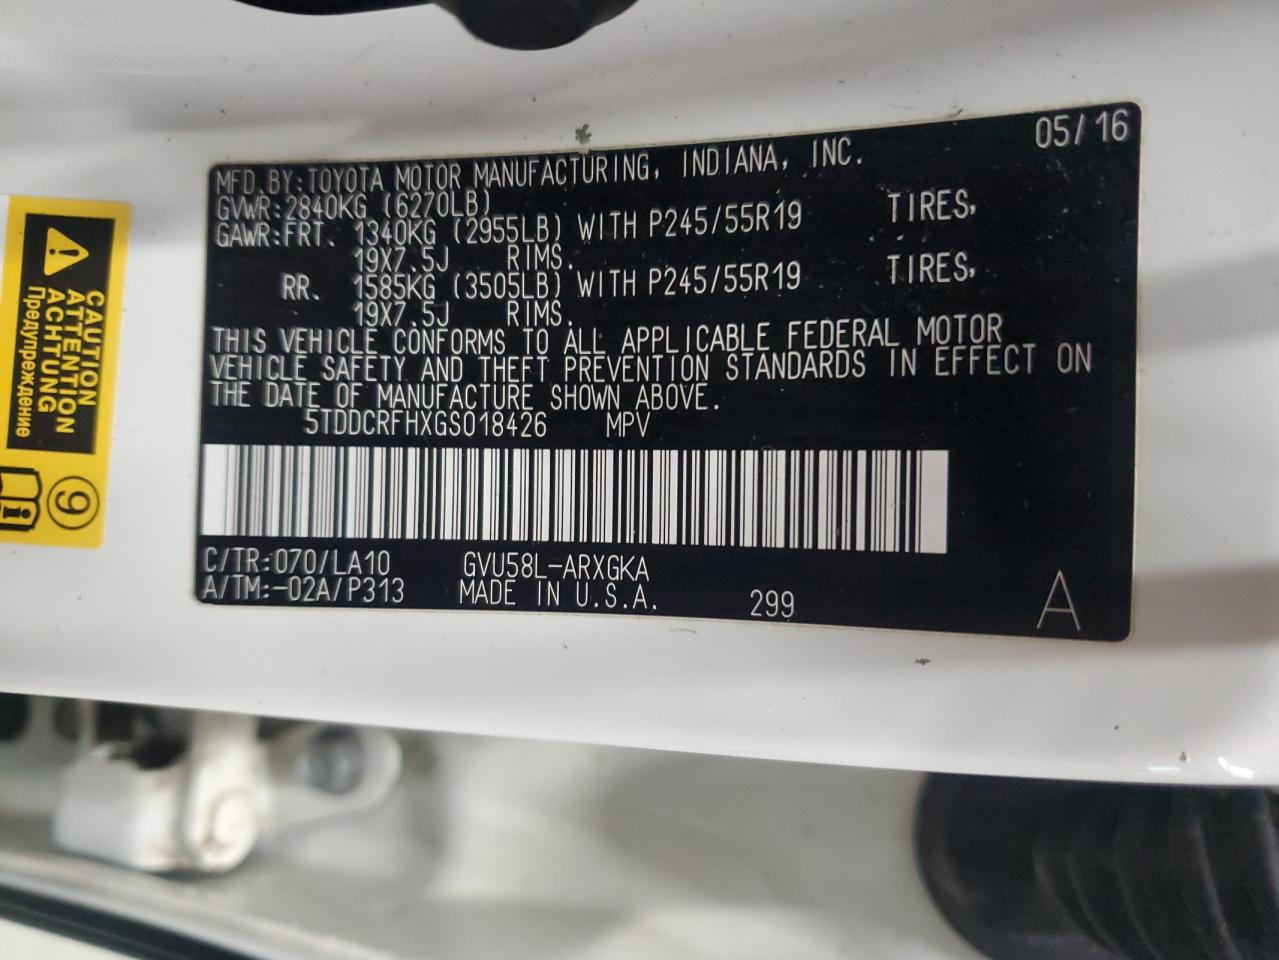 05/16
MFD.BY:TOYOTA MOTOR MANUFACTURING, INDIANA, INC.
GVWR:2840KG (6270LB)
GAWR:FRT. 1340KG (2955LB) WITH P245/55R19 TIRES,
19X7.5J RIMS.
RR. 1585KG (3505LB) WITH P245/55R19 TIRES,
19X7.5J RIMS.
THIS VEHICLE CONFORMS TO ALL APPLICABLE FEDERAL MOTOR
VEHICLE SAFETY AND THEFT PREVENTION STANDARDS IN EFFECT ON
THE DATE OF MANUFACTURE SHOWN ABOVE.
5TDDCRFHXGS018426 MPV
C/TR:070/LA10 GVU58L-ARXGKA
A/TM:-02A/P313 MADE IN U.S.A. 299 A
CAUTION
ATTENTION
ACHTUNG
Предупреждение
9